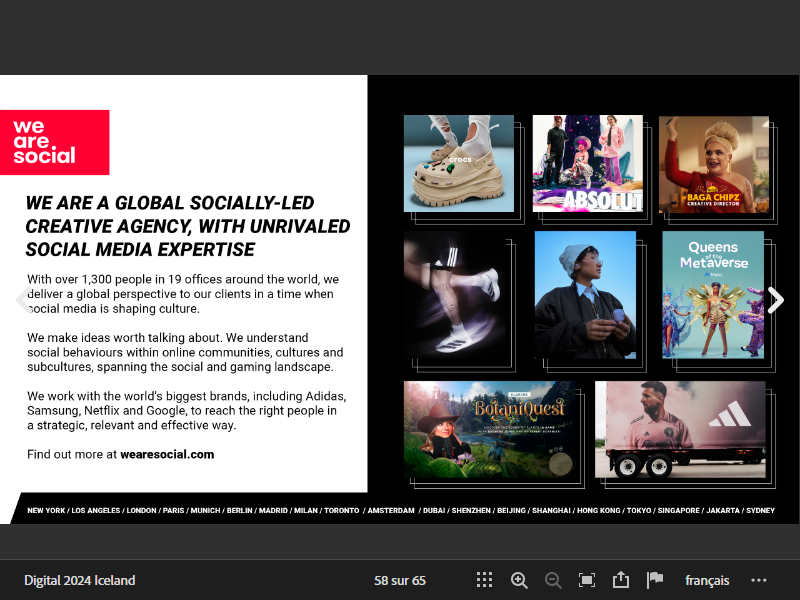 we
are
social
WE ARE A GLOBAL SOCIALLY-LED
CREATIVE AGENCY, WITH UNRIVALED
SOCIAL MEDIA EXPERTISE
With over 1,300 people in 19 offices around the world, we
deliver a global perspective to our clients in a time when
social media is shaping culture.
We make ideas worth talking about. We understand
social behaviours within online communities, cultures and
subcultures, spanning the social and gaming landscape.
We work with the world's biggest brands, including Adidas,
Samsung, Netflix and Google, to reach the right people in
a strategic, relevant and effective way.
Find out more at wearesocial.com
crocs
ABSOLUT
BAGA CHIPZ
CREATIVE DIRECTOR
Queens
of the
Metaverse
BotaniQuest
NEW YORK / LOS ANGELES / LONDON / PARIS / MUNICH / BERLIN / MADRID / MILAN / TORONTO / AMSTERDAM / DUBAI / SHENZHEN / BEIJING / SHANGHAI / HONG KONG / TOKYO / SINGAPORE / JAKARTA / SYDNEY
Digital 2024 Iceland
58 sur 65
français